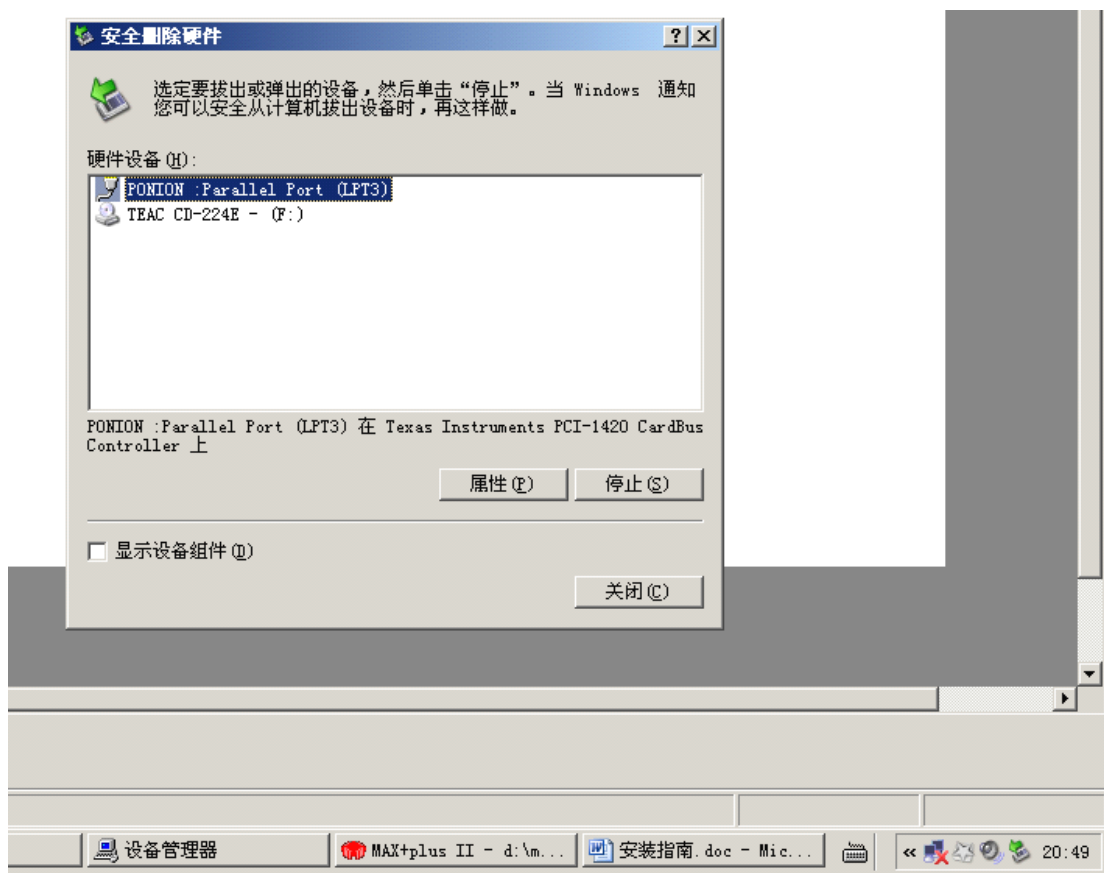 安全删除硬件
选定要拔出或弹出的设备，然后单击“停止”。当 Windows 通知
您可以安全从计算机拔出设备时，再这样做。
硬件设备(H):
PONION :Parallel Port (LPT3)
TEAC CD-224E - (F:)
PONION :Parallel Port (LPT3) 在 Texas Instruments PCI-1420 CardBus
Controller 上
属性(P)
停止(S)
显示设备组件(D)
关闭(C)
设备管理器
MAX+plus II - d:\m...
安装指南.doc - Mic...
20:49